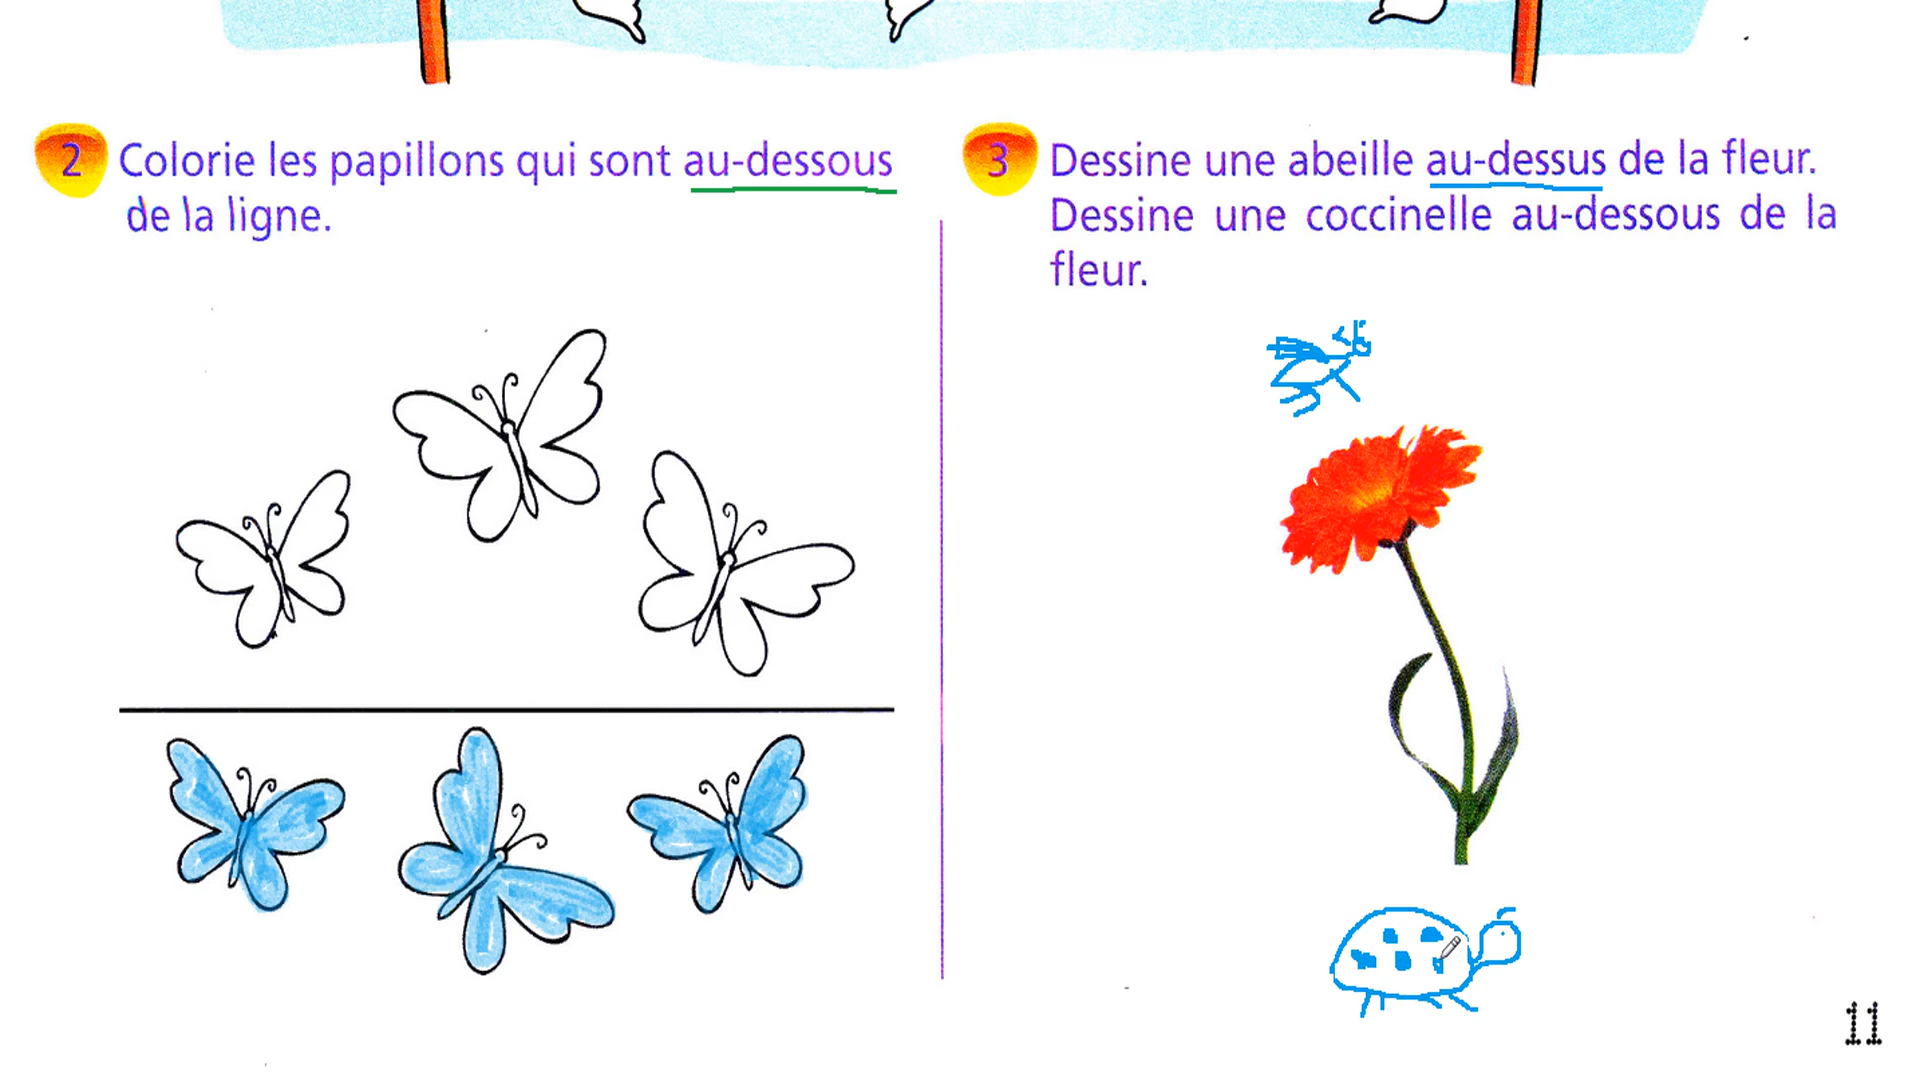 2 Colorie les papillons qui sont au-dessous
de la ligne.
3 Dessine une abeille au-dessus de la fleur.
Dessine une coccinelle au-dessous de la
fleur.
11